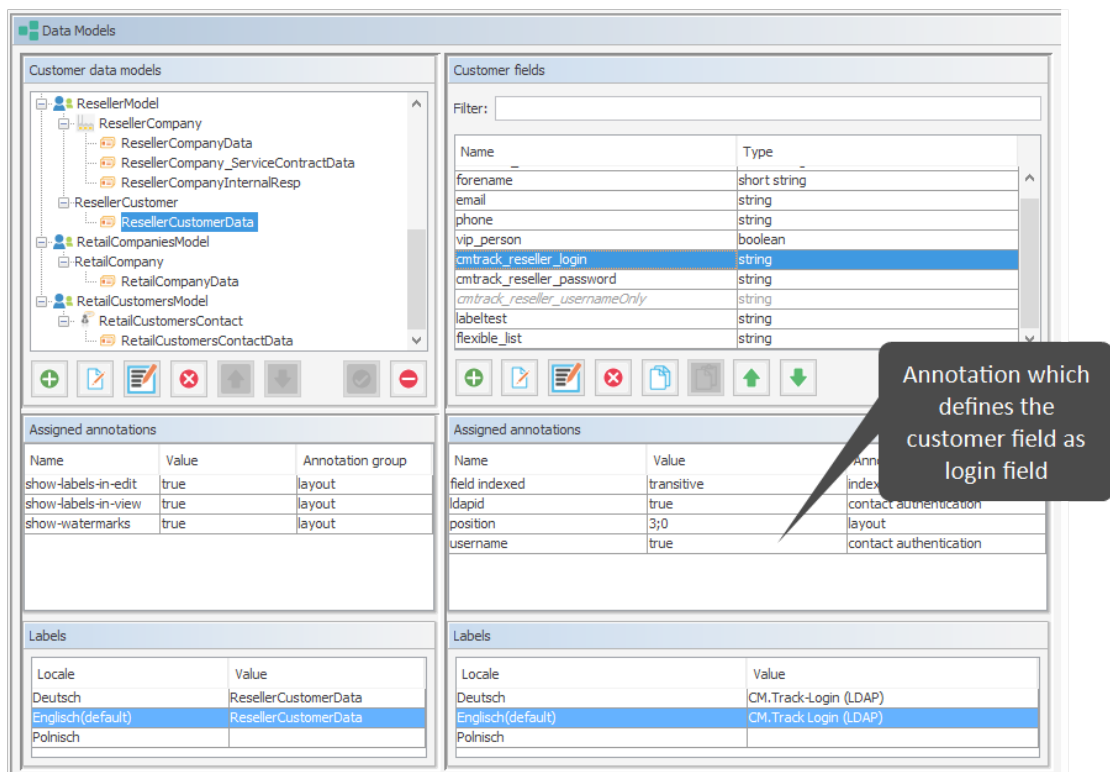 Data Models
Customer data models
ResellerModel
ResellerCompany
ResellerCompanyData
ResellerCompany_ServiceContractData
ResellerCompanyInternalResp
ResellerCustomer
ResellerCustomerData
RetailCompaniesModel
RetailCompany
RetailCompanyData
RetailCustomersModel
RetailCustomersContact
RetailCustomersContactData
Customer fields
Filter:
Name Type
forename short string
email string
phone string
vip_person boolean
cmtrack_reseller_login string
cmtrack_reseller_password string
cmtrack_reseller_usernameOnly string
labeltest string
flexible_list string
Annotation which
defines the
customer field as
login field
Assigned annotations
Name Value Annotation group
show-labels-in-edit true layout
show-labels-in-view true layout
show-watermarks true layout
Assigned annotations
Name Value
field indexed transitive
ldapid true contact authentication
position 3;0 layout
username true contact authentication
Labels
Locale Value
Deutsch ResellerCustomerData
Englisch(default) ResellerCustomerData
Polnisch
Labels
Locale Value
Deutsch CM.Track-Login (LDAP)
Englisch(default) CM.Track Login (LDAP)
Polnisch